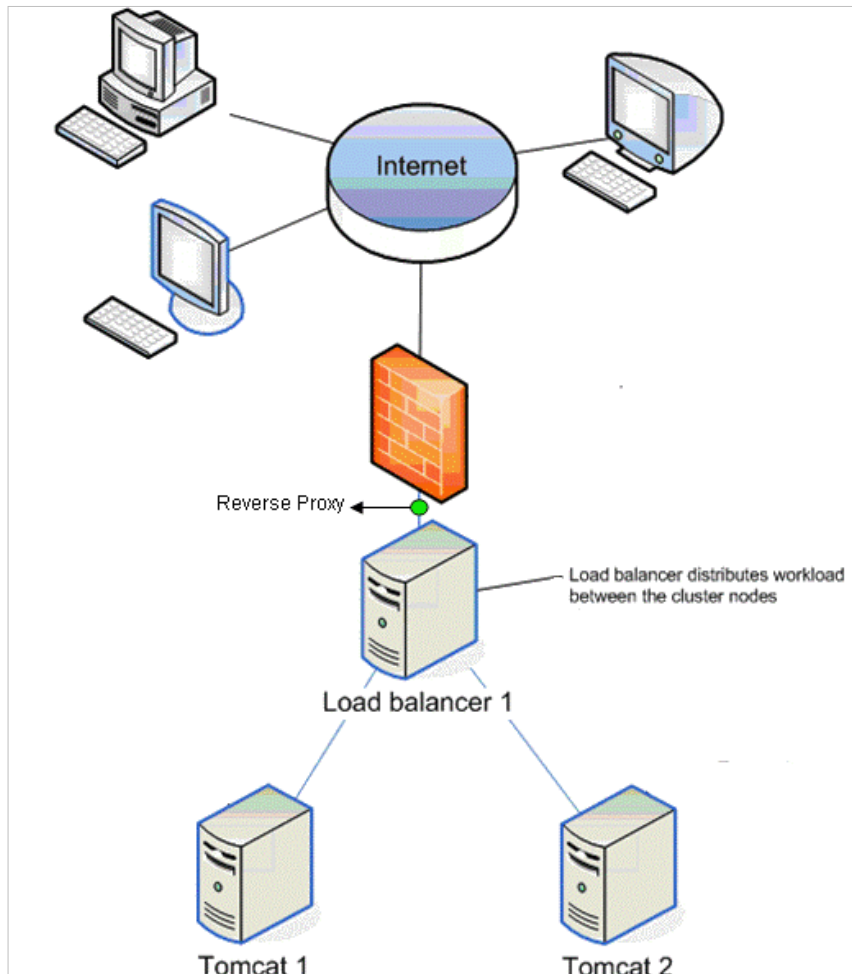 Internet
Reverse Proxy
Load balancer distributes workload
between the cluster nodes
Load balancer 1
Tomcat 1
Tomcat 2